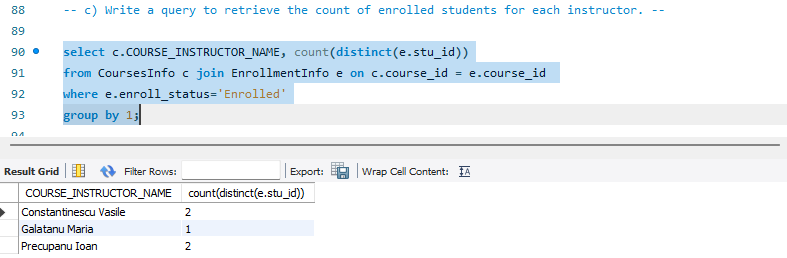 88 -- c) Write a query to retrieve the count of enrolled students for each instructor. --
89
90 select c.COURSE_INSTRUCTOR_NAME, count(distinct(e.stu_id))
91 from CoursesInfo c join EnrollmentInfo e on c.course_id = e.course_id
92 where e.enroll_status='Enrolled'
93 group by 1;
94
Result Grid Filter Rows: Export: Wrap Cell Content: IA
COURSE_INSTRUCTOR_NAME count(distinct(e.stu_id))
Constantinescu Vasile 2
Galatanu Maria 1
Precupanu Ioan 2